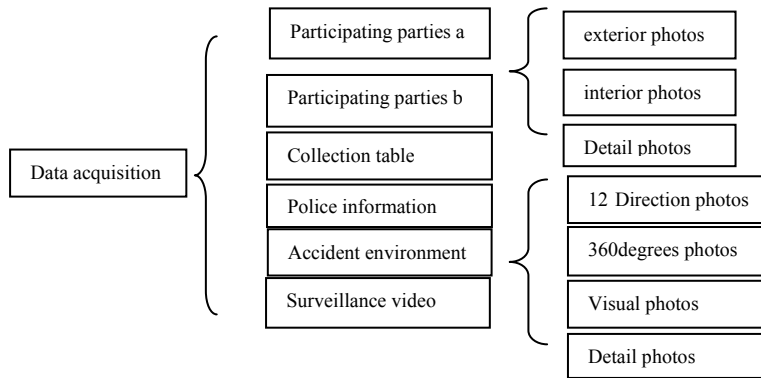 Data acquisition
Participating parties a
Participating parties b
Collection table
Police information
Accident environment
Surveillance video
exterior photos
interior photos
Detail photos
12 Direction photos
360degrees photos
Visual photos
Detail photos